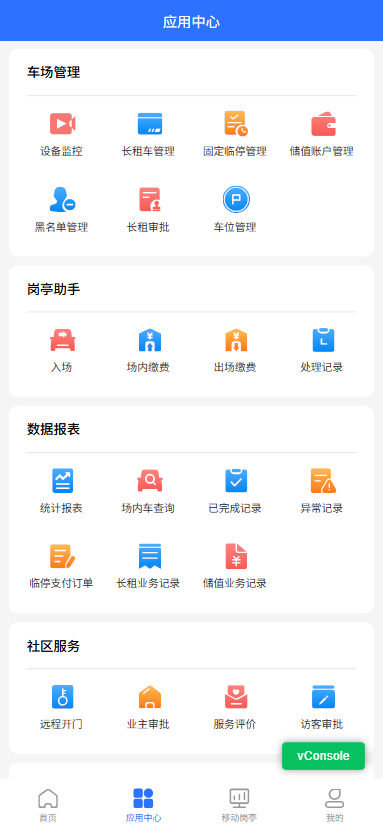 应用中心
车场管理
设备监控 长租车管理 固定临停管理 储值账户管理
黑名单管理 长租审批 车位管理
岗亭助手
入场 场内缴费 出场缴费 处理记录
数据报表
统计报表 场内车查询 已完成记录 异常记录
临停支付订单 长租业务记录 储值业务记录
社区服务
远程开门 业主审批 服务评价 访客审批
vConsole
首页 应用中心 移动岗亭 我的